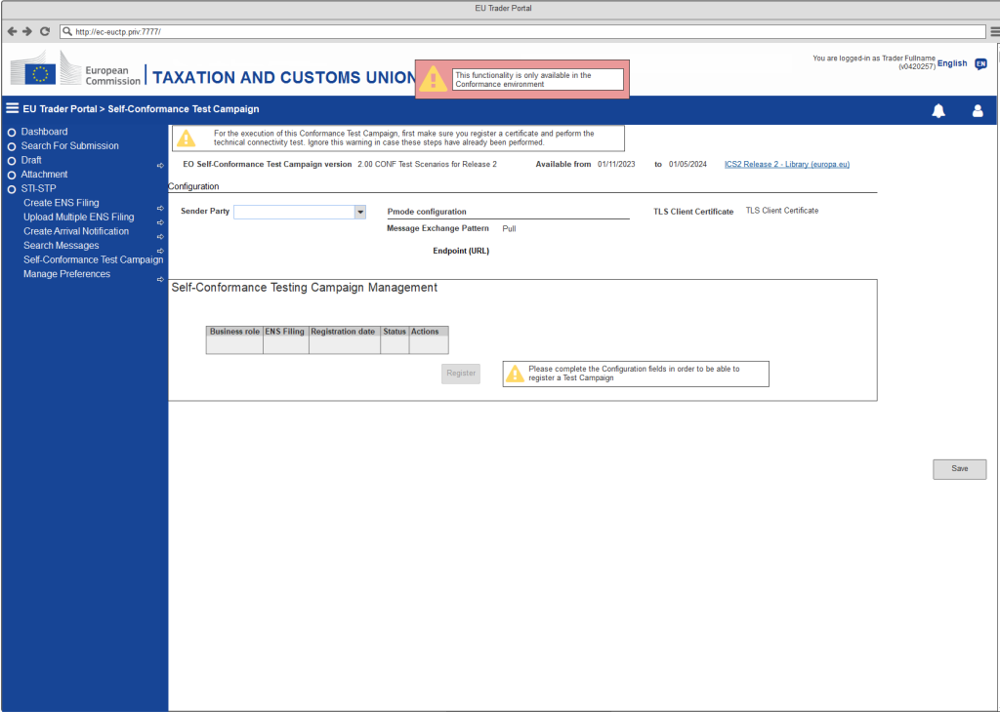 EU Trader Portal
http://ec-euctp.priv:7777/
European
Commission
TAXATION AND CUSTOMS UNION
This functionality is only available in the
Conformance environment
You are logged-in as Trader Fullname
(v0420257)
English
EN
EU Trader Portal > Self-Conformance Test Campaign
Dashboard
Search For Submission
Draft
Attachment
STI-STP
Create ENS Filing
Upload Multiple ENS Filing
Create Arrival Notification
Search Messages
Self-Conformance Test Campaign
Manage Preferences
For the execution of this Conformance Test Campaign, first make sure you register a certificate and perform the
technical connectivity test. Ignore this warning in case these steps have already been performed.
EO Self-Conformance Test Campaign version 2.00 CONF Test Scenarios for Release 2 Available from 01/11/2023 to 01/05/2024 ICS2 Release 2 - Library (europa.eu)
Configuration
Sender Party Pmode configuration TLS Client Certificate TLS Client Certificate
Message Exchange Pattern Pull
Endpoint (URL)
Self-Conformance Testing Campaign Management
Business role ENS Filing Registration date Status Actions
Register
Please complete the Configuration fields in order to be able to
register a Test Campaign
Save